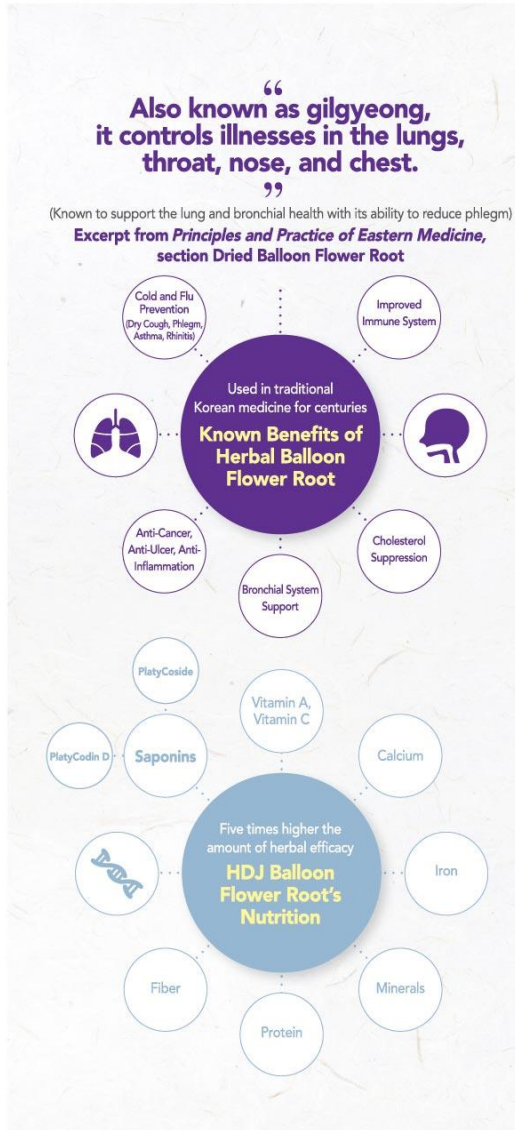 “
Also known as gilgyeong,
it controls illnesses in the lungs,
throat, nose, and chest.
”
(Known to support the lung and bronchial health with its ability to reduce phlegm)
Excerpt from Principles and Practice of Eastern Medicine,
section Dried Balloon Flower Root
Cold and Flu
Prevention
(Dry Cough, Phlegm,
Asthma, Rhinitis)
Improved
Immune System
Used in traditional
Korean medicine for centuries
Known Benefits of
Herbal Balloon
Flower Root
Anti-Cancer,
Anti-Ulcer, Anti-
Inflammation
Cholesterol
Suppression
Bronchial System
Support
PlatyCoside
Vitamin A,
Vitamin C
PlatyCodin D
Saponins
Calcium
Five times higher the
amount of herbal efficacy
HDJ Balloon
Flower Root’s
Nutrition
Iron
Fiber
Minerals
Protein